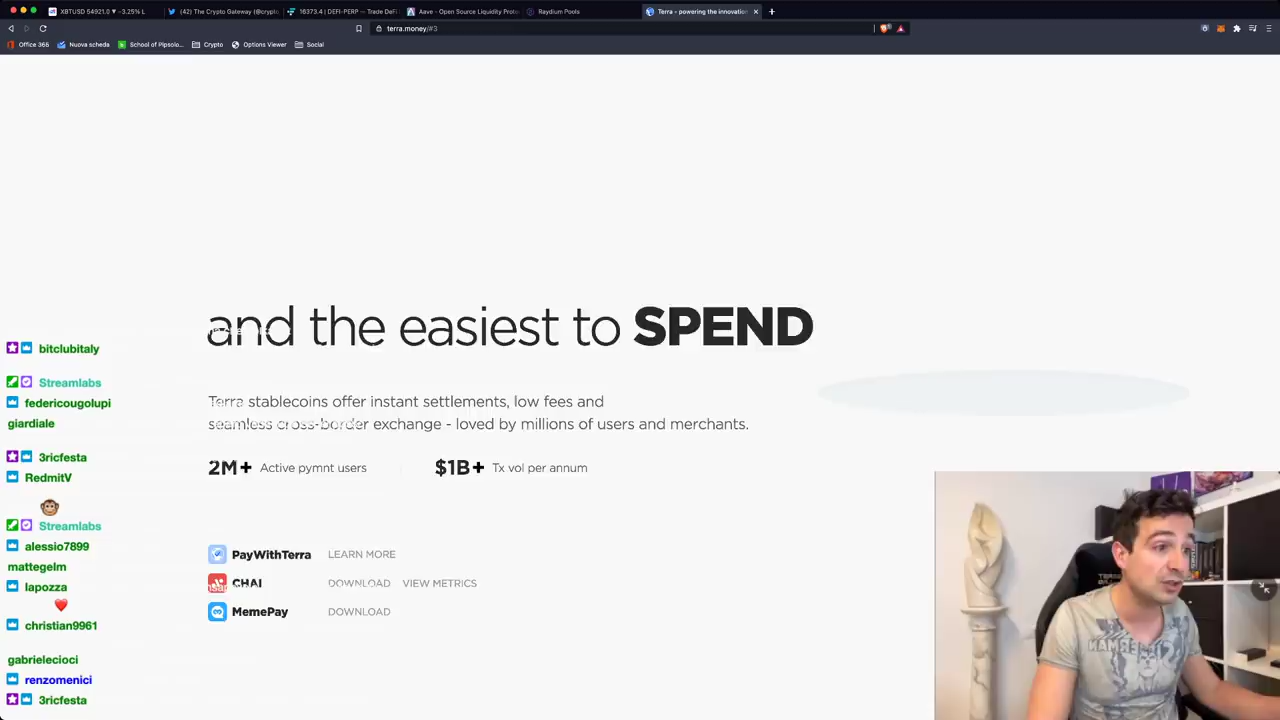 XBTUSD 54921.0 ▼ -3.25% L
(42) The Crypto Gateway (@crypto
16373.4 | DEFI-PERP — Trade DeFi
Aave - Open Source Liquidity Proto
Raydium Pools
Terra - powering the innovation
terra.money/#3
Office 365
Nuova scheda
School of Pipsolo...
Crypto
Options Viewer
Social
and the easiest to SPEND
Terra stablecoins offer instant settlements, low fees and
seamless cross-border exchange - loved by millions of users and merchants.
2M+ Active pymnt users
$1B+ Tx vol per annum
PayWithTerra LEARN MORE
CHAI DOWNLOAD VIEW METRICS
MemePay DOWNLOAD
bitclubitaly
Streamlabs
federicougolupi
giardiale
3ricfesta
RedmitV
Streamlabs
alessio7899
mattegelm
lapozza
christian9961
gabrielecioci
renzomenici
3ricfesta